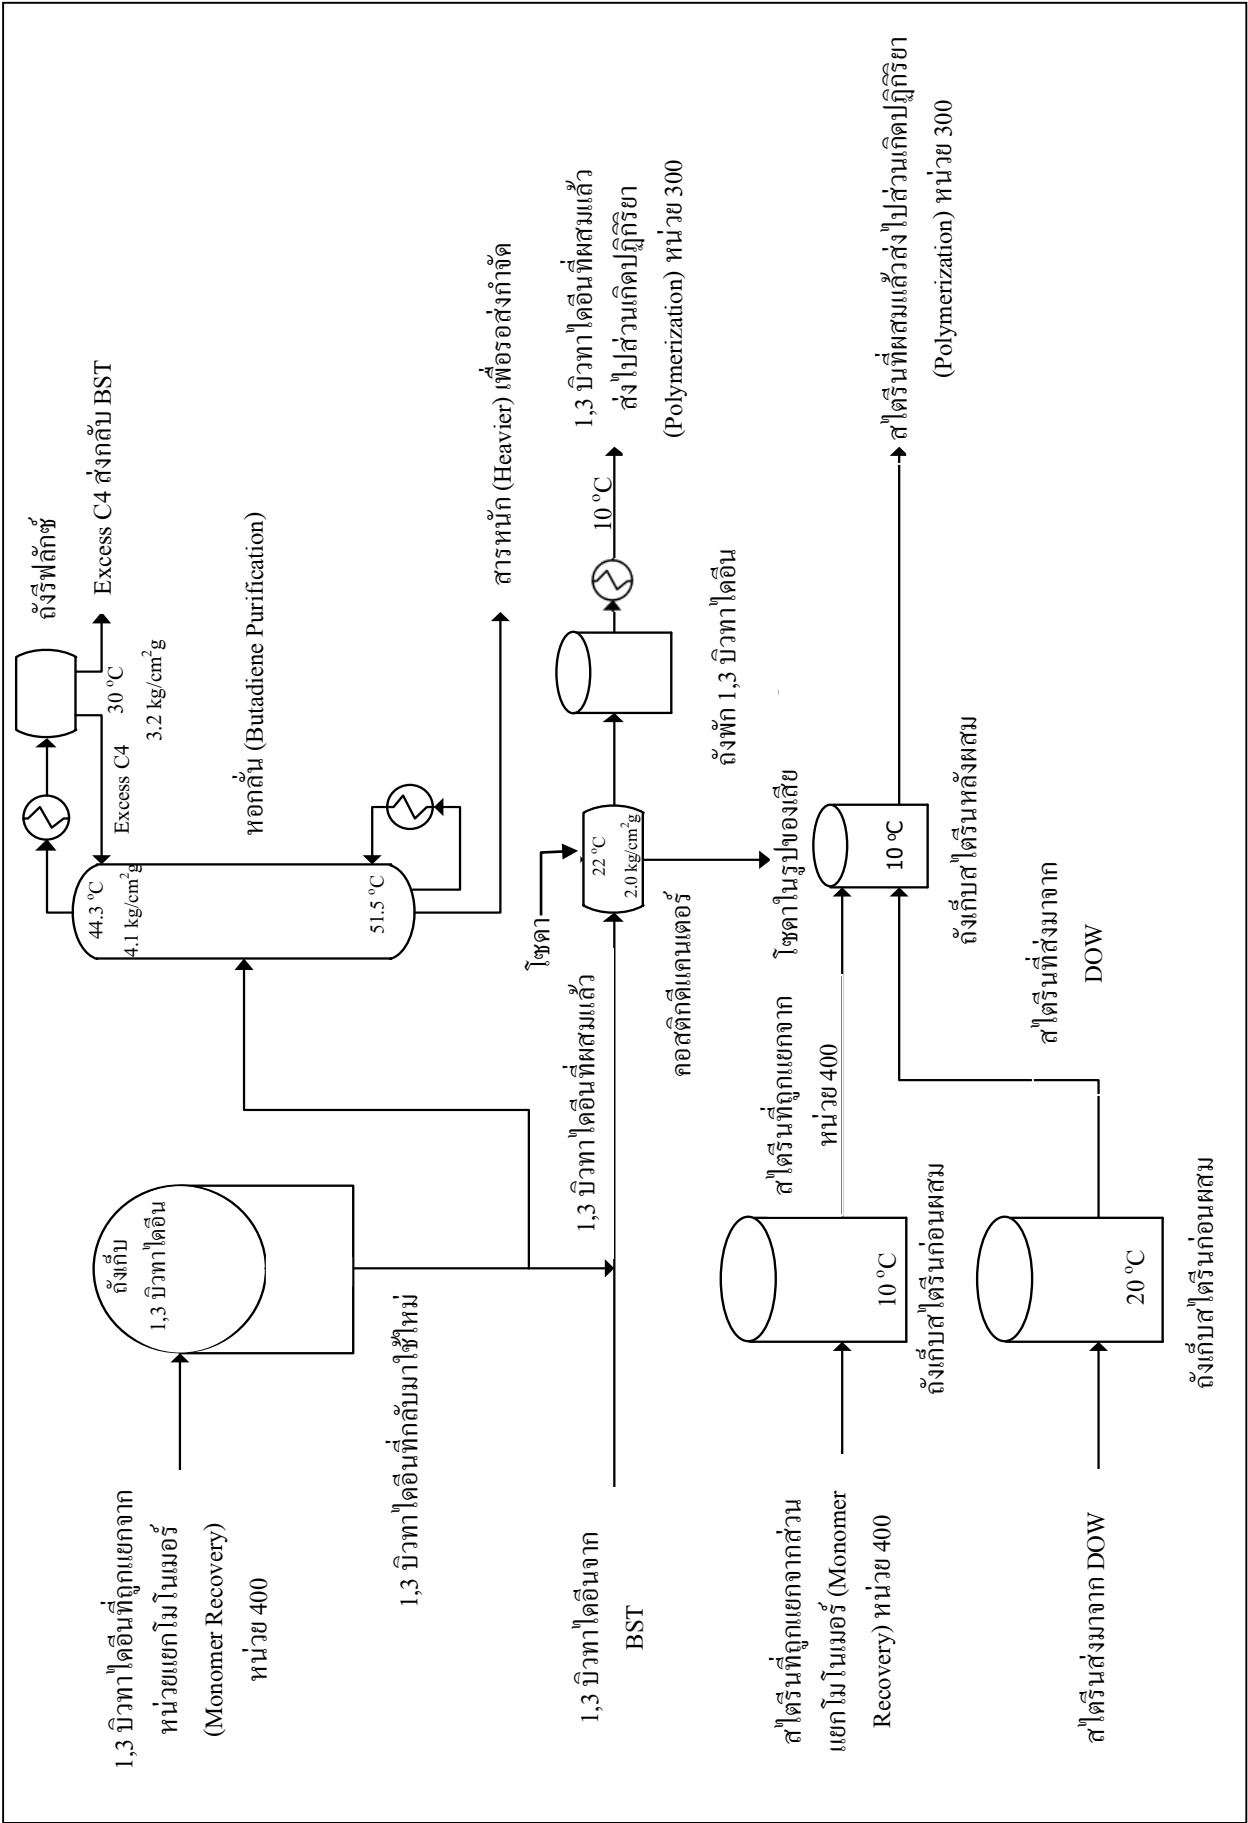 1,3 บิวทาไดอีนที่ถูกแยกจาก
หน่วยแยกโมโนเมอร์
(Monomer Recovery)
หน่วย 400
ถังเก็บ
1,3 บิวทาไดอีน
1,3 บิวทาไดอีนที่กลับมาใช้ใหม่
44.3 °C
4.1 kg/cm²g
51.5 °C
ถังรีฟลักซ์
30 °C
3.2 kg/cm²g
Excess C4
Excess C4 ส่งกลับ BST
หอกลั่น (Butadiene Purification)
สารหนัก (Heavier) เพื่อรอส่งกำจัด
1,3 บิวทาไดอีนจาก
BST
1,3 บิวทาไดอีนที่ผสมแล้ว
โซดา
22 °C
2.0 kg/cm²g
คอสติกดีแคนเตอร์
โซดาในรูปของเสีย
ถังพัก 1,3 บิวทาไดอีน
10 °C
1,3 บิวทาไดอีนที่ผสมแล้ว
ส่งไปส่วนเกิดปฏิกิริยา
(Polymerization) หน่วย 300
สไตรีนที่ถูกแยกจากส่วน
แยกโมโนเมอร์ (Monomer
Recovery) หน่วย 400
10 °C
ถังเก็บสไตรีนก่อนผสม
สไตรีนที่ถูกแยกจาก
หน่วย 400
10 °C
ถังเก็บสไตรีนหลังผสม
สไตรีนที่ผสมแล้วส่งไปส่วนเกิดปฏิกิริยา
(Polymerization) หน่วย 300
สไตรีนส่งมาจาก DOW
20 °C
ถังเก็บสไตรีนก่อนผสม
สไตรีนที่ส่งมาจาก
DOW